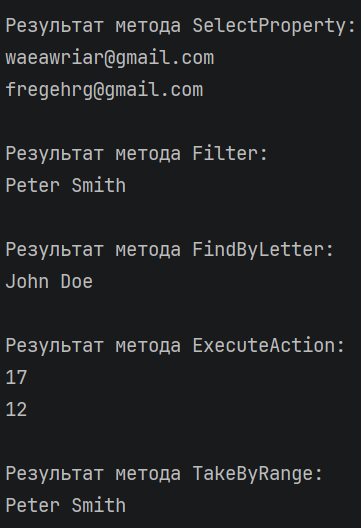 Результат метода SelectProperty:
waeawriar@gmail.com
fregehrg@gmail.com
Результат метода Filter:
Peter Smith
Результат метода FindByLetter:
John Doe
Результат метода ExecuteAction:
17
12
Результат метода TakeByRange:
Peter Smith